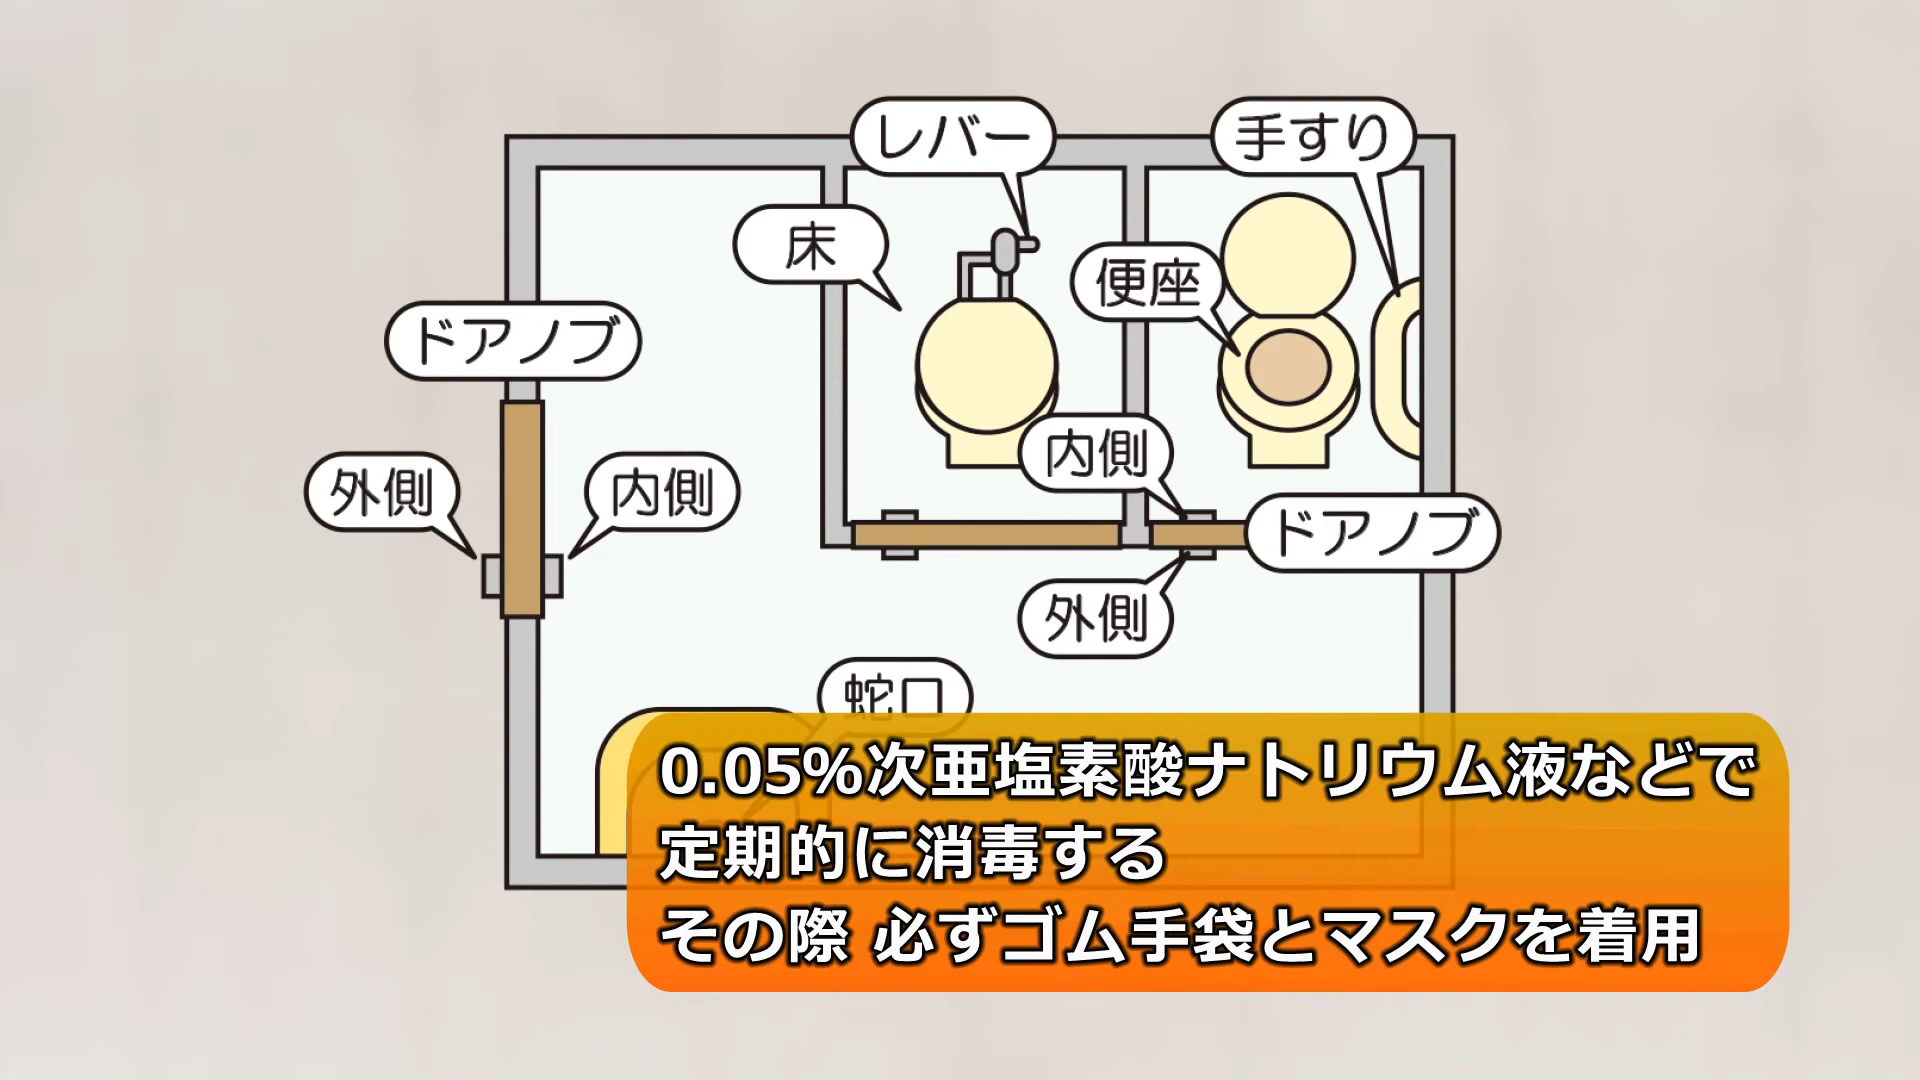 レバー
手すり
床
便座
ドアノブ
内側
外側
内側
ドアノブ
外側
蛇口
0.05%次亜塩素酸ナトリウム液などで
定期的に消毒する
その際 必ずゴム手袋とマスクを着用